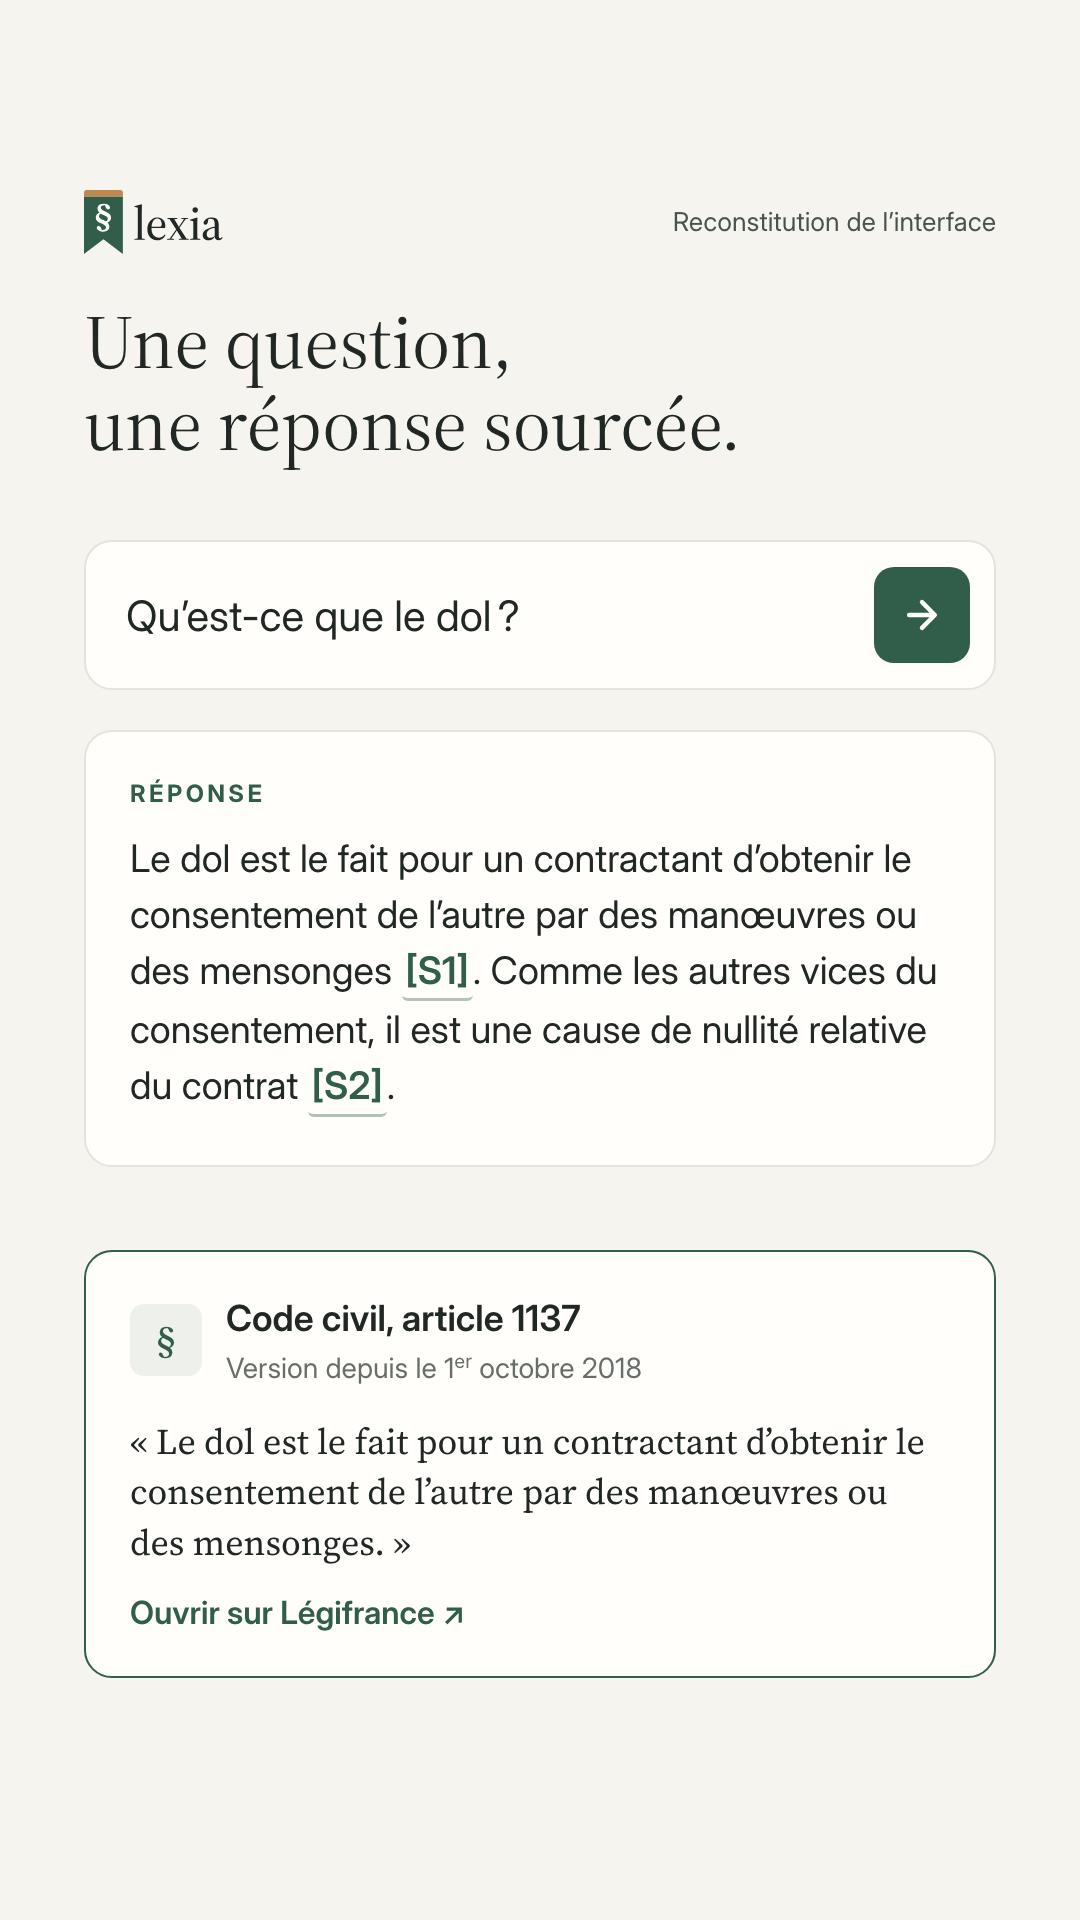 § lexia
Reconstitution de l’interface
Une question,
une réponse sourcée.
Qu’est-ce que le dol ?
→
RÉPONSE
Le dol est le fait pour un contractant d’obtenir le
consentement de l’autre par des manœuvres ou
des mensonges [S1]. Comme les autres vices du
consentement, il est une cause de nullité relative
du contrat [S2].
§
Code civil, article 1137
Version depuis le 1er octobre 2018
« Le dol est le fait pour un contractant d’obtenir le
consentement de l’autre par des manœuvres ou
des mensonges. »
Ouvrir sur Légifrance ↗